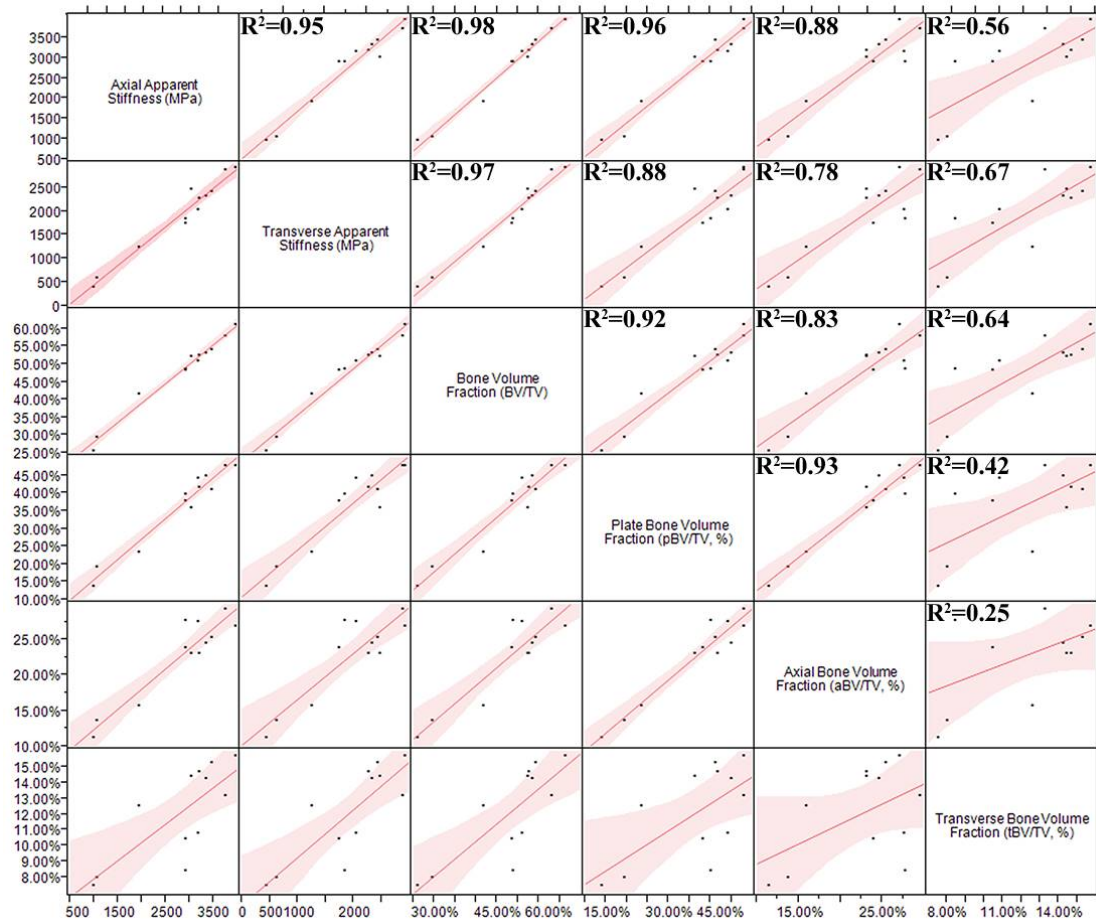 R²=0.95
R²=0.98
R²=0.96
R²=0.88
R²=0.56
3500
3000
2500
2000
1500
1000
500
Axial Apparent
Stiffness (MPa)
R²=0.97
R²=0.88
R²=0.78
R²=0.67
2500
2000
1500
1000
500
0
Transverse Apparent
Stiffness (MPa)
R²=0.92
R²=0.83
R²=0.64
60.00%
55.00%
50.00%
45.00%
40.00%
35.00%
30.00%
25.00%
Bone Volume
Fraction (BV/TV)
R²=0.93
R²=0.42
45.00%
40.00%
35.00%
30.00%
25.00%
20.00%
15.00%
10.00%
Plate Bone Volume
Fraction (pBV/TV, %)
R²=0.25
25.00%
20.00%
15.00%
10.00%
Axial Bone Volume
Fraction (aBV/TV, %)
15.00%
14.00%
13.00%
12.00%
11.00%
10.00%
9.00%
8.00%
Transverse Bone Volume
Fraction (tBV/TV, %)
500 1500 2500 3500 0 500 1000 2000 30.00% 45.00% 60.00% 15.00% 30.00% 45.00% 15.00% 25.00% 8.00% 11.00% 14.00%